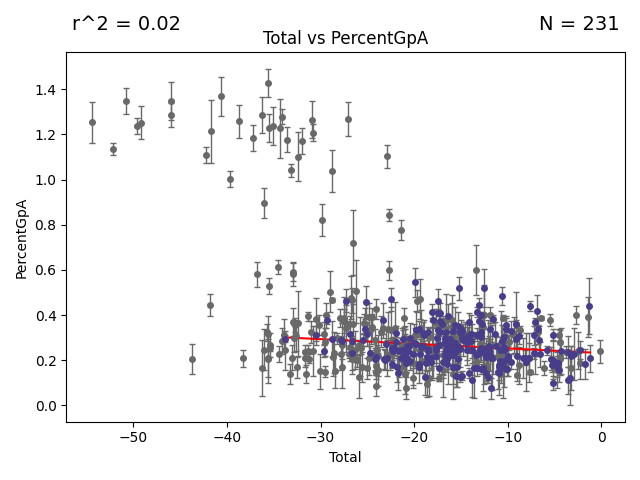 r^2 = 0.02
N = 231
Total vs PercentGpA
PercentGpA
1.4
1.2
1.0
0.8
0.6
0.4
0.2
0.0
−50
−40
−30
−20
−10
0
Total